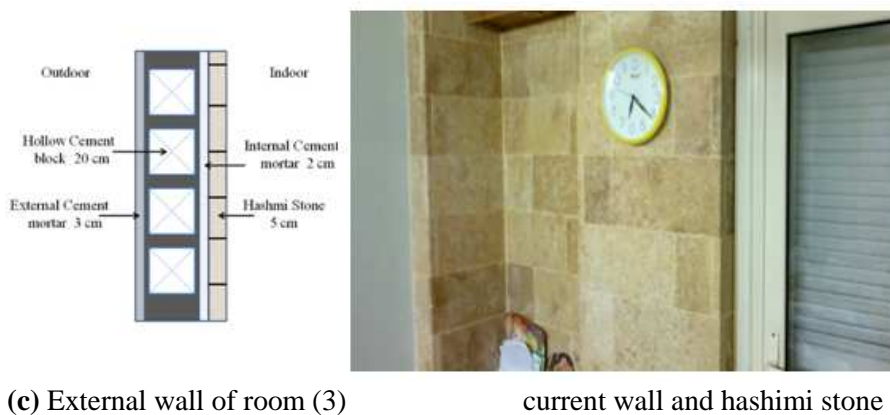 Outdoor
Indoor
Hollow Cement
block 20 cm
Internal Cement
mortar 2 cm
External Cement
mortar 3 cm
Hashmi Stone
5 cm
(c) External wall of room (3)
current wall and hashimi stone